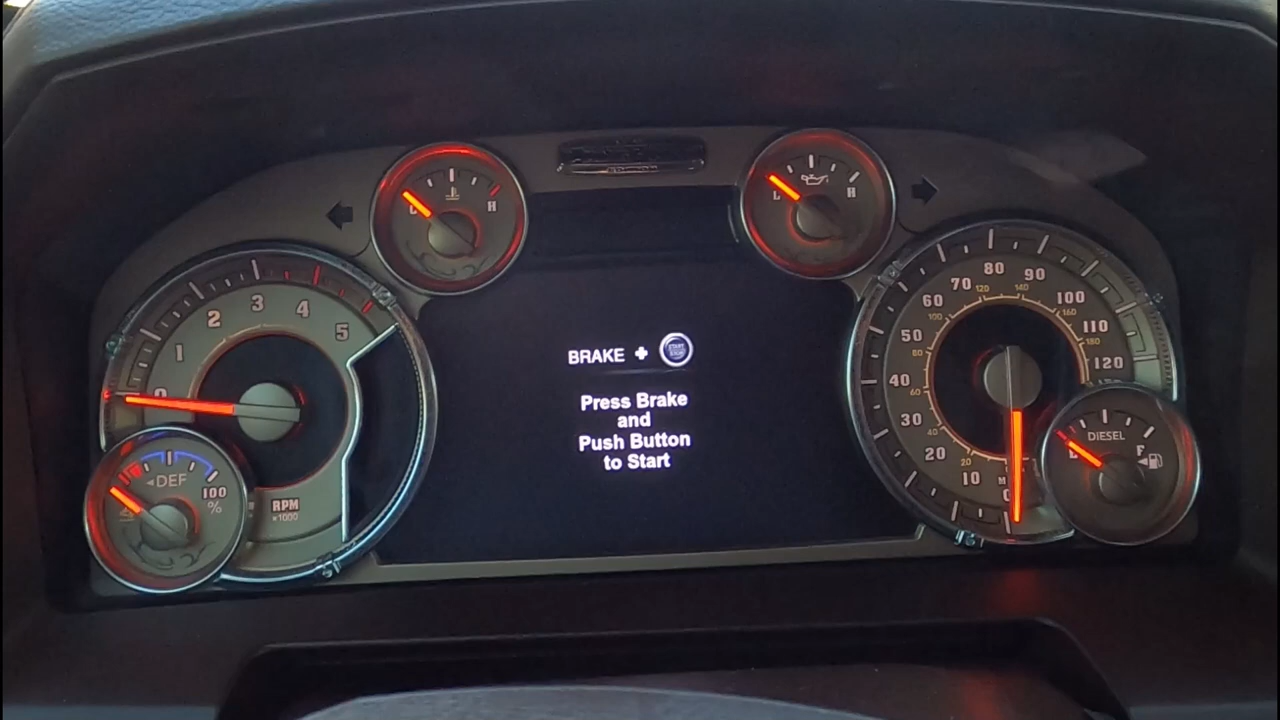 C H
L H
BRAKE + START STOP
Press Brake
and
Push Button
to Start
0 1 2 3 4 5
RPM
x1000
DEF
100
%
0 10 20 30 40 50 60 70 80 90 100 110 120
20 40 60 80 100 120 140 160 180
DIESEL
E F